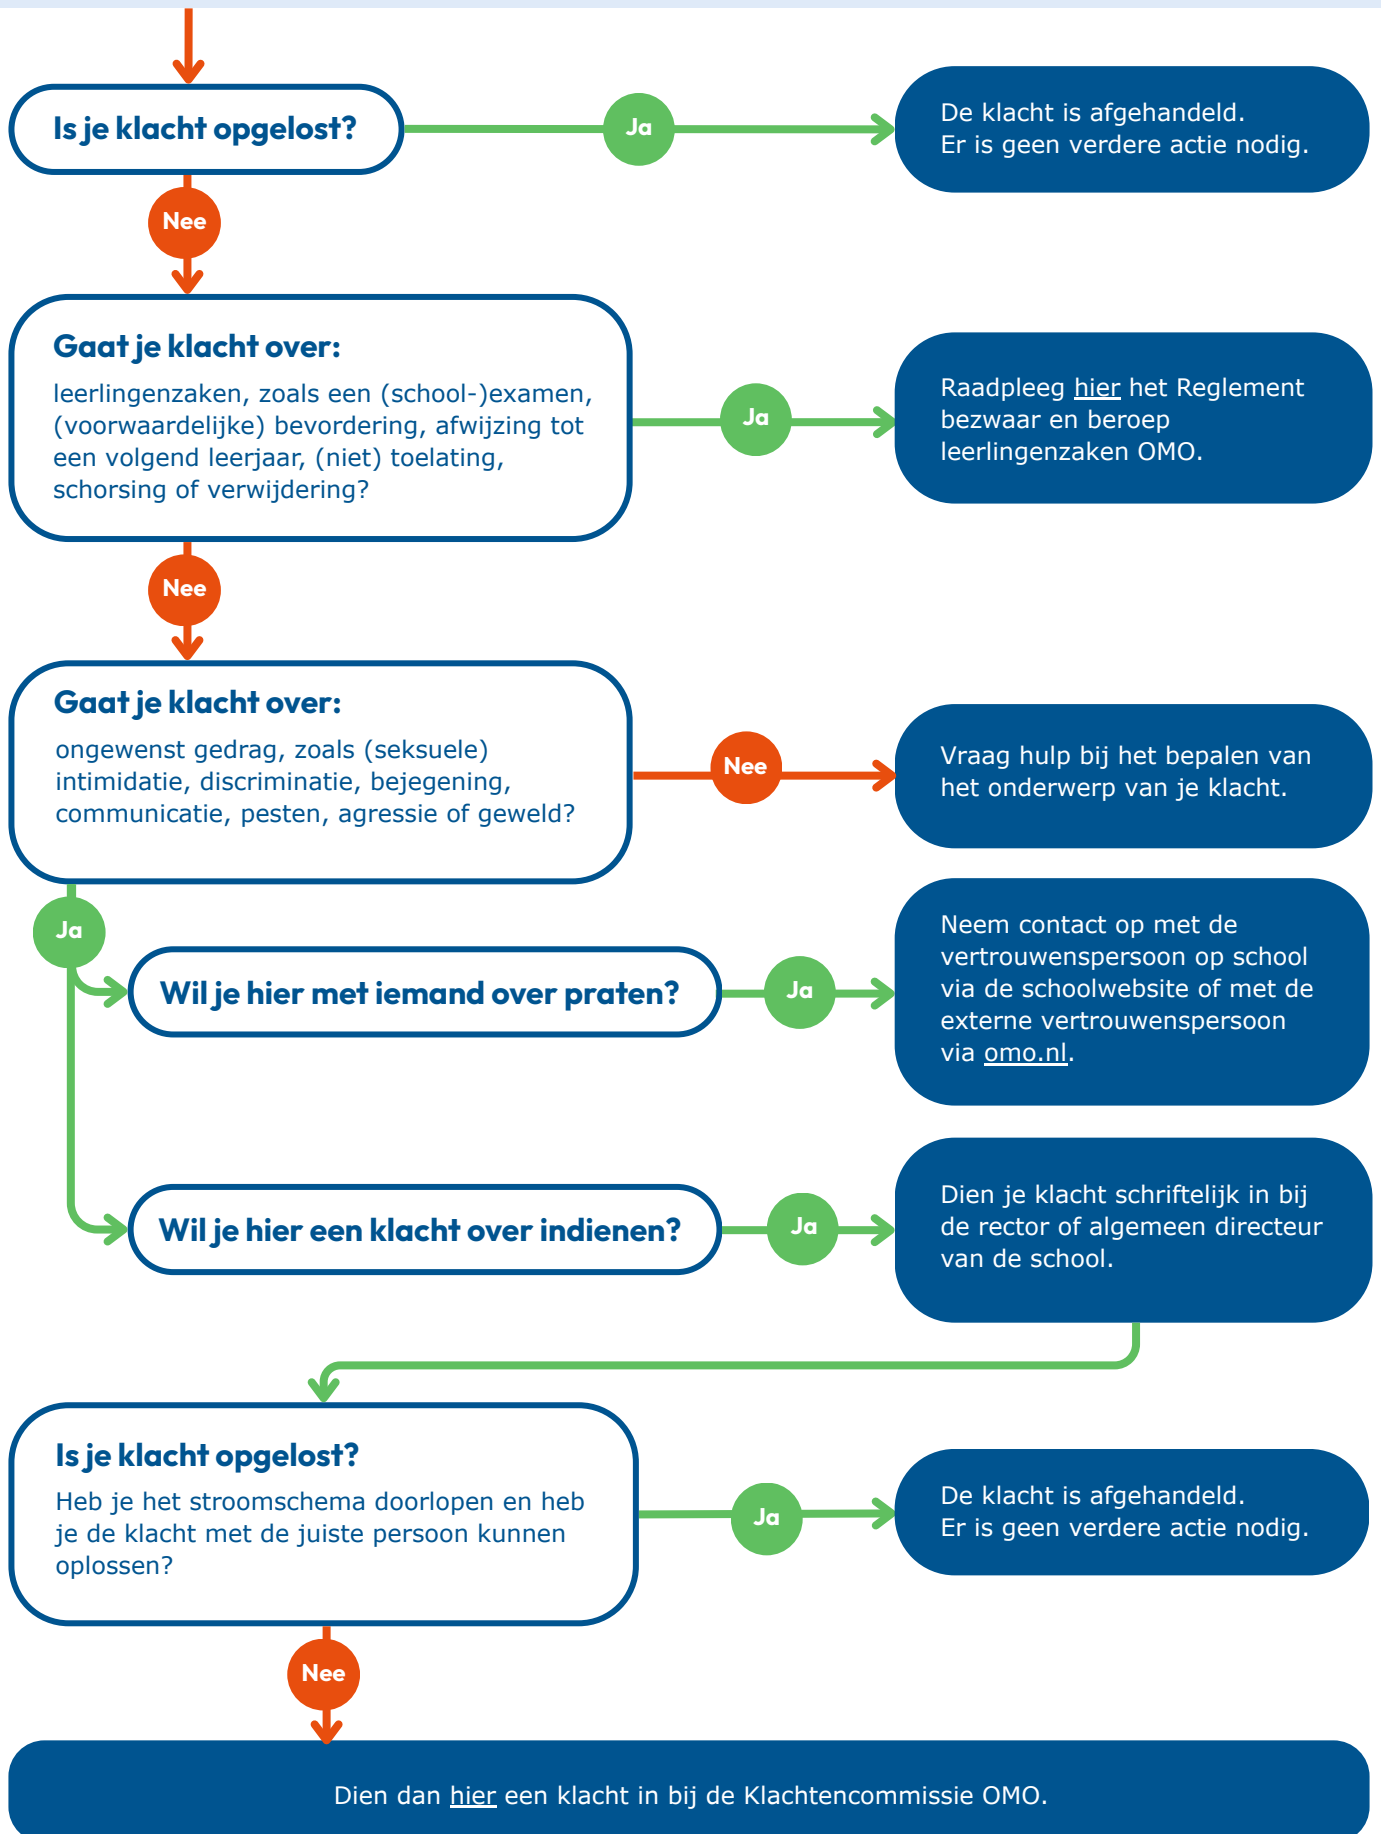 Is je klacht opgelost?
Ja
De klacht is afgehandeld.
Er is geen verdere actie nodig.
Nee
Gaat je klacht over:
leerlingenzaken, zoals een (school-)examen,
(voorwaardelijke) bevordering, afwijzing tot
een volgend leerjaar, (niet) toelating,
schorsing of verwijdering?
Ja
Raadpleeg hier het Reglement
bezwaar en beroep
leerlingenzaken OMO.
Nee
Gaat je klacht over:
ongewenst gedrag, zoals (seksuele)
intimidatie, discriminatie, bejegening,
communicatie, pesten, agressie of geweld?
Nee
Vraag hulp bij het bepalen van
het onderwerp van je klacht.
Ja
Wil je hier met iemand over praten?
Ja
Neem contact op met de
vertrouwenspersoon op school
via de schoolwebsite of met de
externe vertrouwenspersoon
via omo.nl.
Wil je hier een klacht over indienen?
Ja
Dien je klacht schriftelijk in bij
de rector of algemeen directeur
van de school.
Is je klacht opgelost?
Heb je het stroomschema doorlopen en heb
je de klacht met de juiste persoon kunnen
oplossen?
Ja
De klacht is afgehandeld.
Er is geen verdere actie nodig.
Nee
Dien dan hier een klacht in bij de Klachtencommissie OMO.